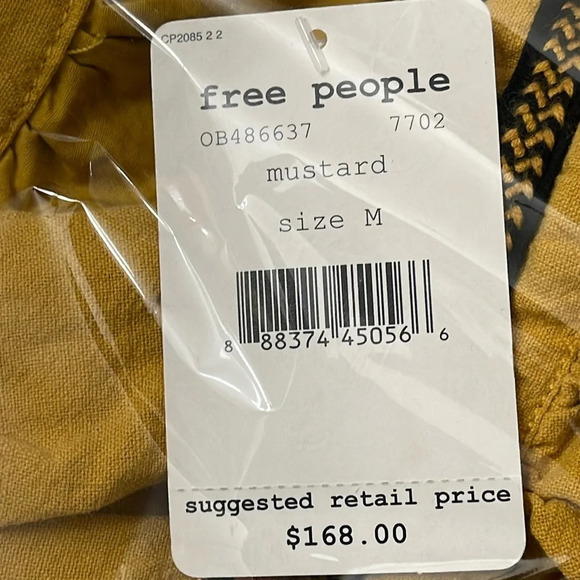 CP2085 2 2
free people
OB486637 7702
mustard
size M
8 88374 45056 6
suggested retail price
$168.00